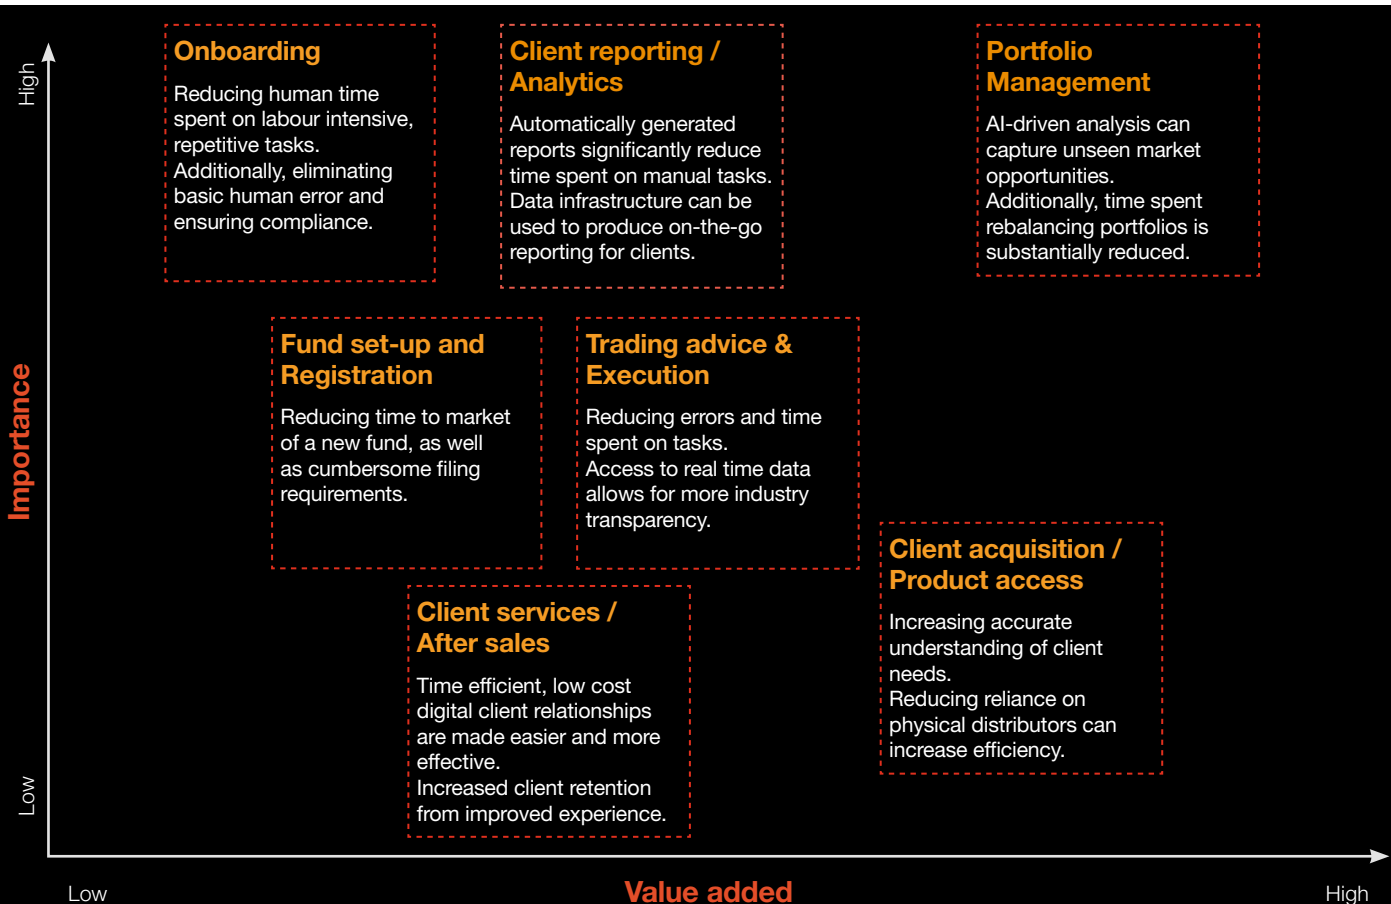 High
Importance
Low
Onboarding
Reducing human time
spent on labour intensive,
repetitive tasks.
Additionally, eliminating
basic human error and
ensuring compliance.
Client reporting /
Analytics
Automatically generated
reports significantly reduce
time spent on manual tasks.
Data infrastructure can be
used to produce on-the-go
reporting for clients.
Portfolio
Management
AI-driven analysis can
capture unseen market
opportunities.
Additionally, time spent
rebalancing portfolios is
substantially reduced.
Fund set-up and
Registration
Reducing time to market
of a new fund, as well
as cumbersome filing
requirements.
Trading advice &
Execution
Reducing errors and time
spent on tasks.
Access to real time data
allows for more industry
transparency.
Client acquisition /
Product access
Increasing accurate
understanding of client
needs.
Reducing reliance on
physical distributors can
increase efficiency.
Client services /
After sales
Time efficient, low cost
digital client relationships
are made easier and more
effective.
Increased client retention
from improved experience.
Low
Value added
High